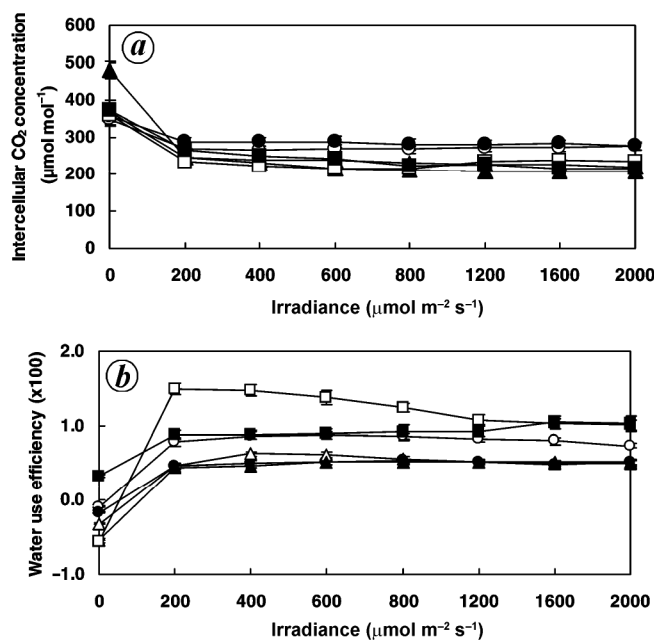 a
600
500
400
300
200
100
0
Intercellular CO₂ concentration
(μmol mol⁻¹)
0 200 400 600 800 1200 1600 2000
Irradiance (μmol m⁻² s⁻¹)
b
2.0
1.0
0.0
−1.0
Water use efficiency (x100)
0 200 400 600 800 1200 1600 2000
Irradiance (μmol m⁻² s⁻¹)